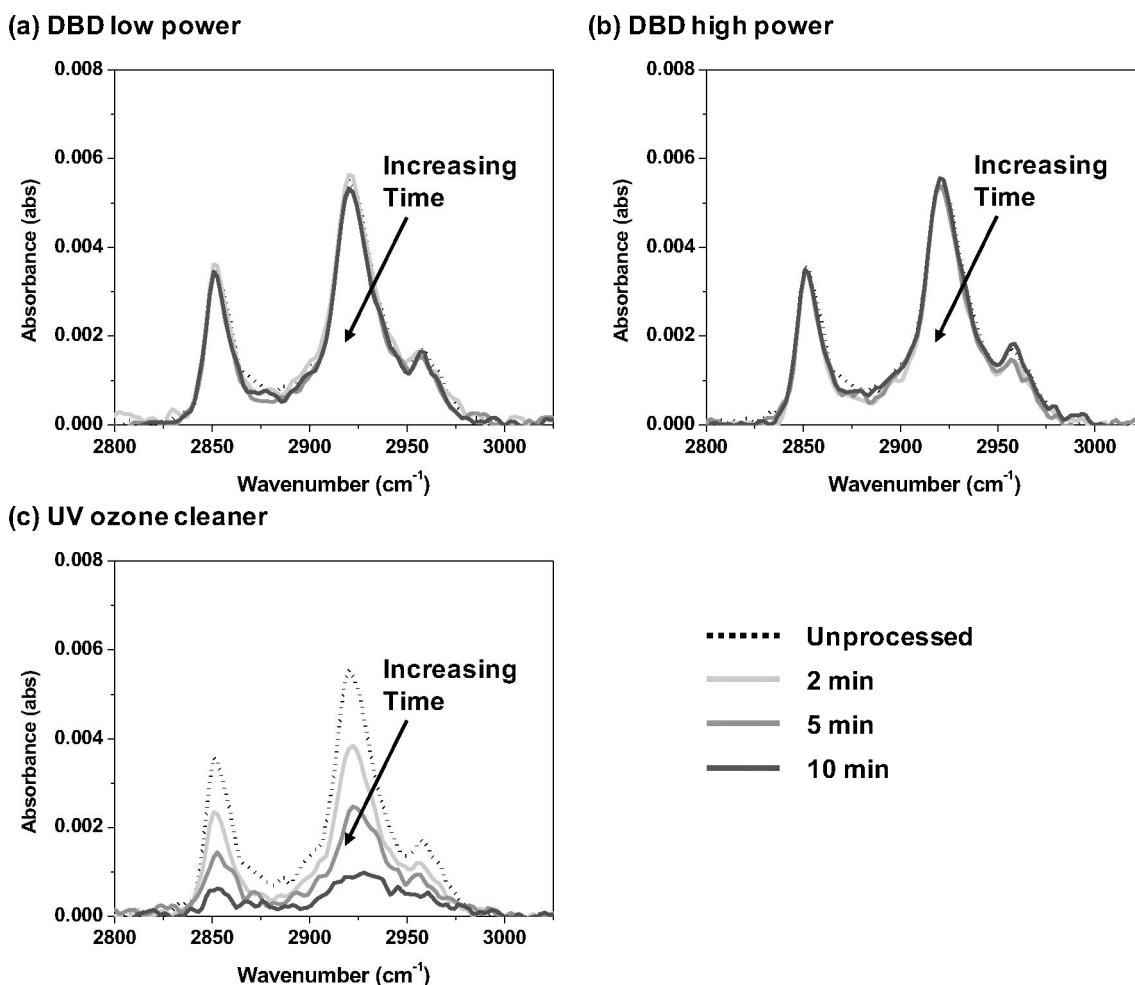 (a) DBD low power
(b) DBD high power
0.008
0.006
0.004
0.002
0.000
Absorbance (abs)
Increasing
Time
2800 2850 2900 2950 3000
Wavenumber (cm⁻¹)
0.008
0.006
0.004
0.002
0.000
Absorbance (abs)
Increasing
Time
2800 2850 2900 2950 3000
Wavenumber (cm⁻¹)
(c) UV ozone cleaner
0.008
0.006
0.004
0.002
0.000
Absorbance (abs)
Increasing
Time
2800 2850 2900 2950 3000
Wavenumber (cm⁻¹)
Unprocessed
2 min
5 min
10 min